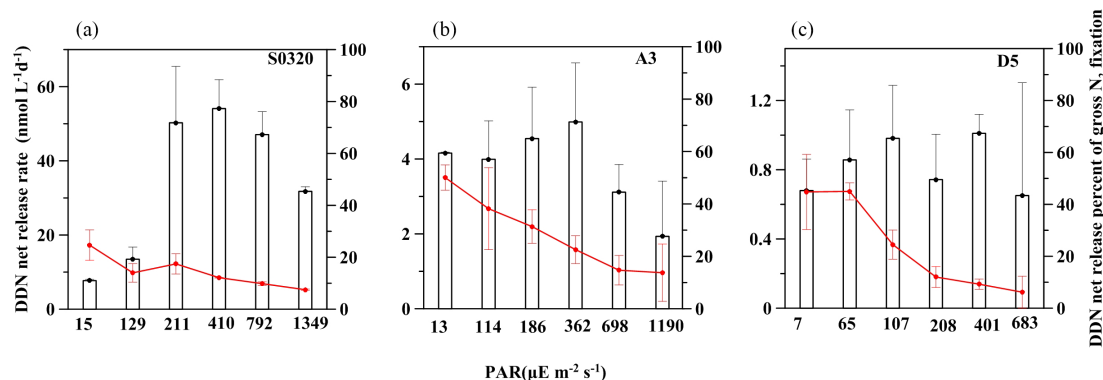 (a)
S0320
(b)
A3
(c)
D5
DDN net release rate (nmol L⁻¹d⁻¹)
60
50
40
30
20
10
0
100
80
60
40
20
0
15 129 211 410 792 1349
6
4
2
0
100
80
60
40
20
0
13 114 186 362 698 1190
1.2
0.8
0.4
0
100
80
60
40
20
0
7 65 107 208 401 683
DDN net release percent of gross N, fixation
PAR(μE m⁻² s⁻¹)